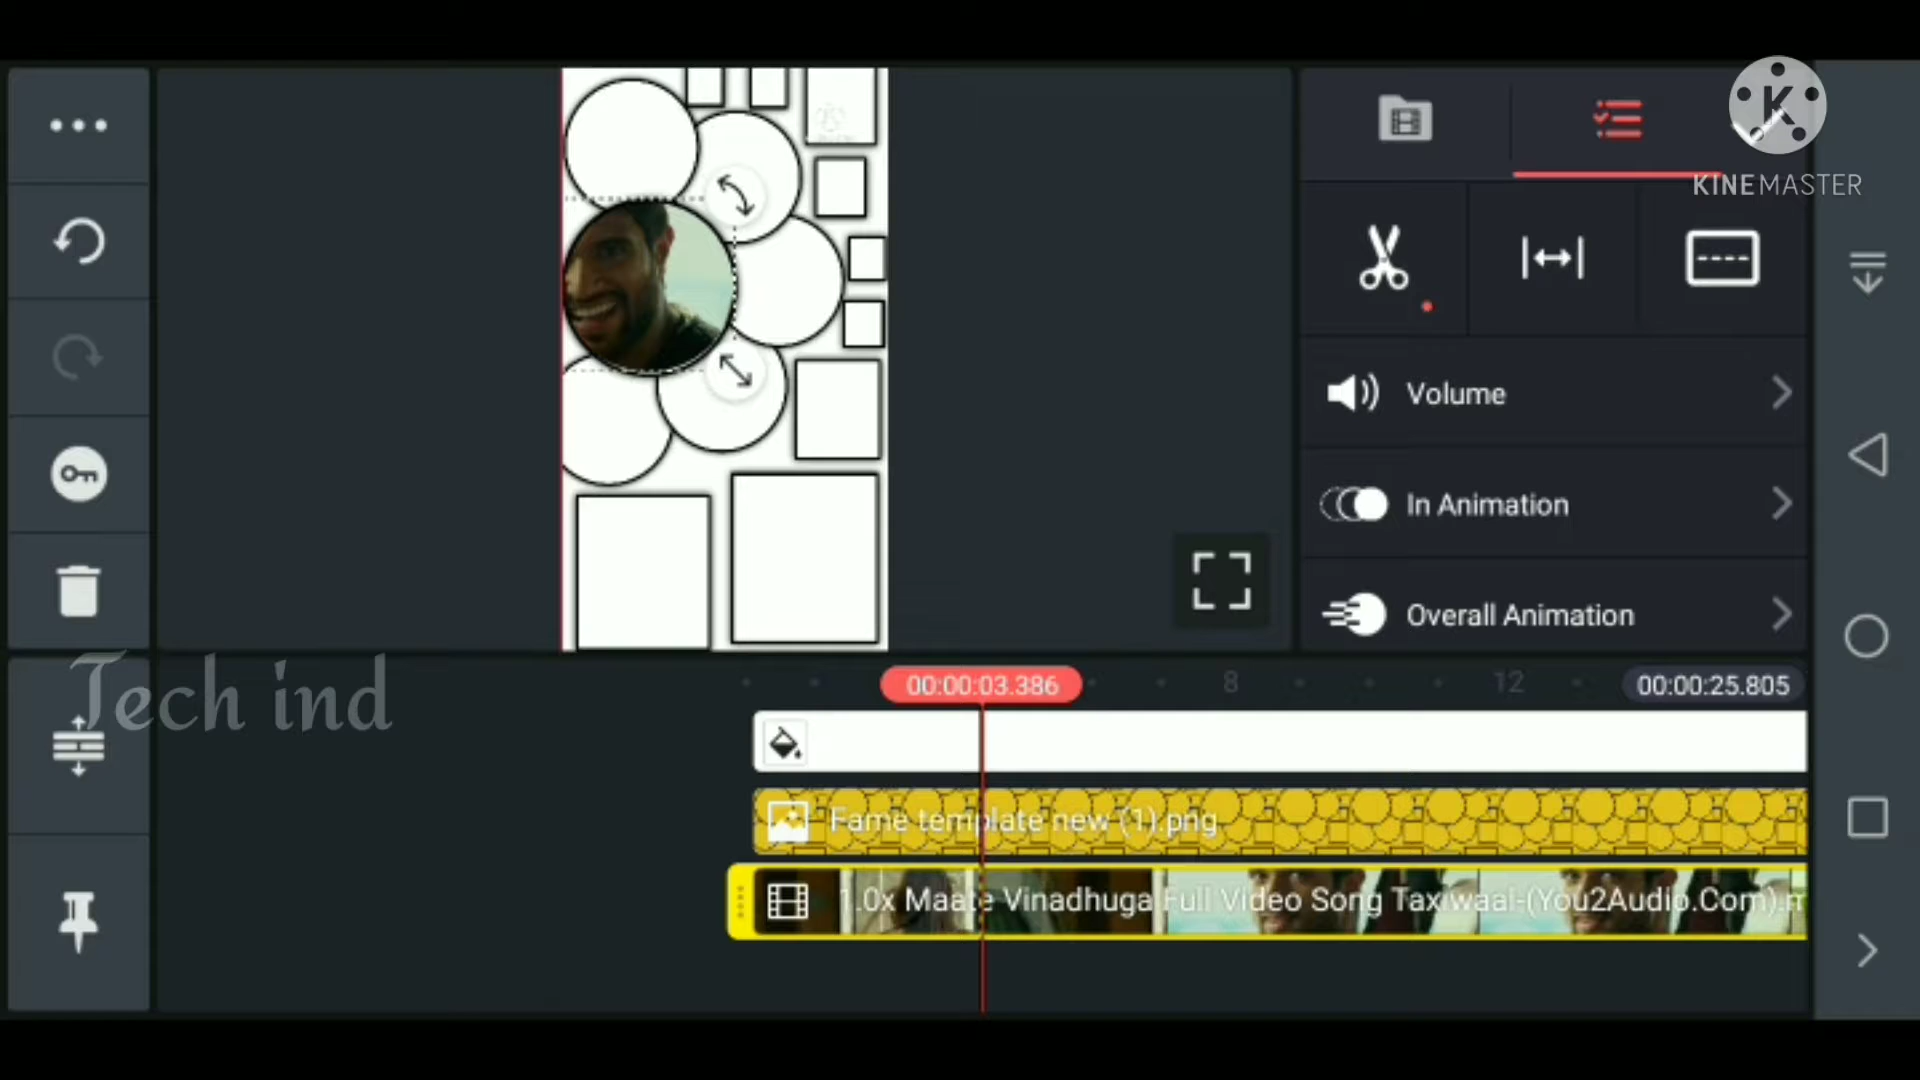 KINEMASTER
Volume
In Animation
Overall Animation
Tech ind
00:00:03.386
8
12
00:00:25.805
Fame template new (1).png
1.0x Maate Vinadhuga Full Video Song Taxiwaal-(You2Audio.Com).m